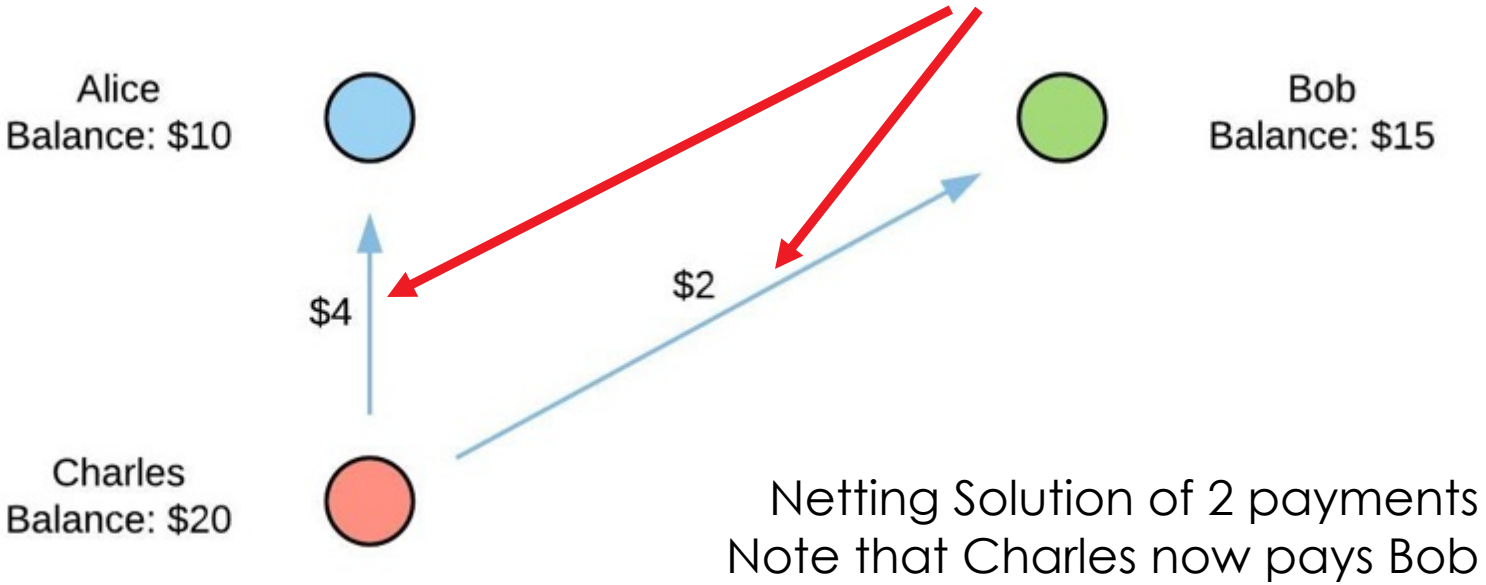 Alice
Balance: $10
Bob
Balance: $15
$4
$2
Charles
Balance: $20
Netting Solution of 2 payments
Note that Charles now pays Bob